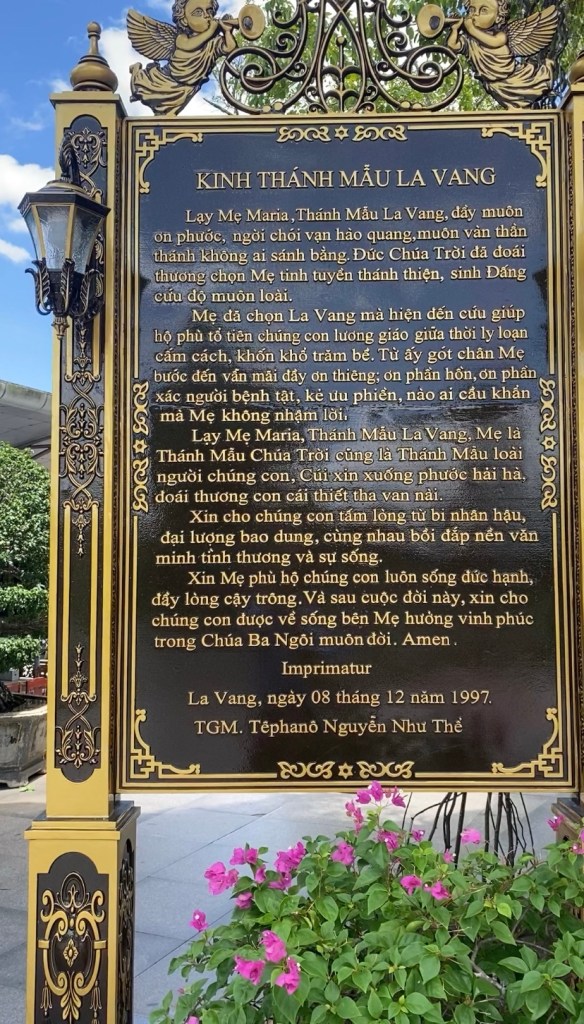 KINH THÁNH MẪU LA VANG
Lạy Mẹ Maria, Thánh Mẫu La Vang, đầy muôn
ơn phước, ngời chói vạn hào quang, muôn vàn thần
thánh không ai sánh bằng. Đức Chúa Trời đã đoái
thương chọn Mẹ tinh tuyền thánh thiện, sinh Đấng
cứu độ muôn loài.
Mẹ đã chọn La Vang mà hiện đến cứu giúp
hộ phù tổ tiên chúng con lương giáo giữa thời ly loạn
cấm cách, khốn khổ trăm bề. Từ ấy gót chân Mẹ
bước đến vẫn mãi đầy ơn thiêng; ơn phần hồn, ơn phần
xác người bệnh tật, kẻ ưu phiền, nào ai cầu khẩn
mà Mẹ không nhậm lời.
Lạy Mẹ Maria, Thánh Mẫu La Vang, Mẹ là
Thánh Mẫu Chúa Trời cũng là Thánh Mẫu loài
người chúng con, Cúi xin xuống phước hải hà,
đoái thương con cái thiết tha van nài.
Xin cho chúng con tấm lòng từ bi nhân hậu,
đại lượng bao dung, cùng nhau bồi đắp nền văn
minh tình thương và sự sống.
Xin Mẹ phù hộ chúng con luôn sống đức hạnh,
đầy lòng cậy trông. Và sau cuộc đời này, xin cho
chúng con được về sống bên Mẹ hưởng vinh phúc
trong Chúa Ba Ngôi muôn đời. Amen.
Imprimatur
La Vang, ngày 08 tháng 12 năm 1997.
TGM. Têphanô Nguyễn Như Thể